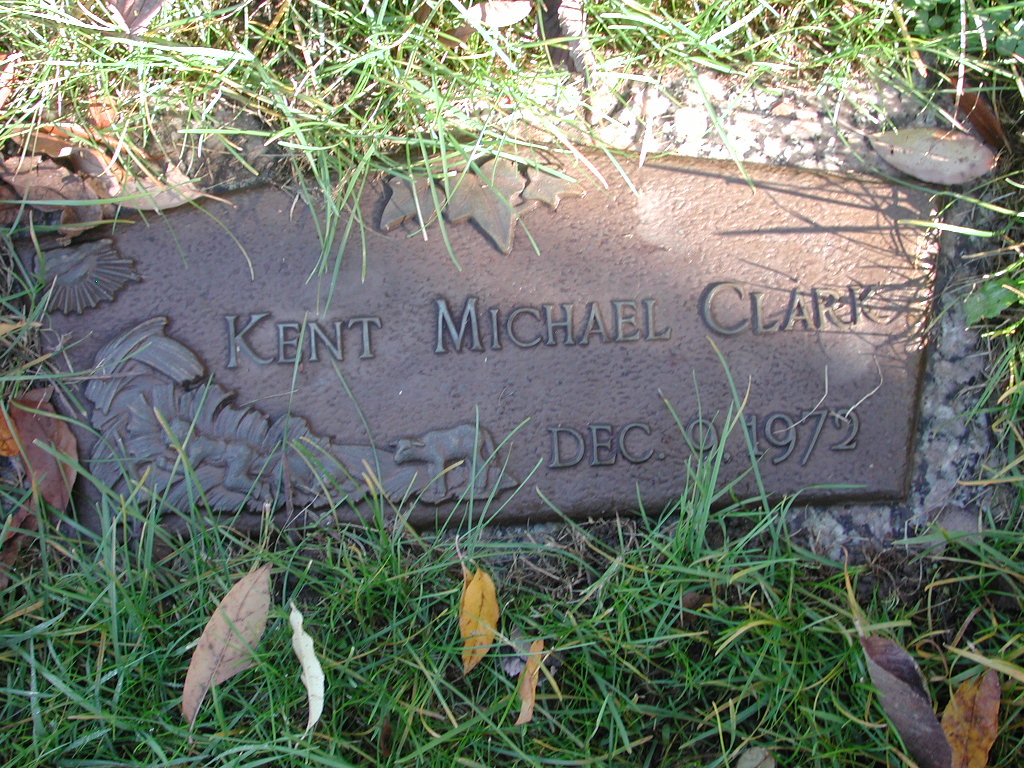 KENT MICHAEL CLARK
DEC. 9. 1972